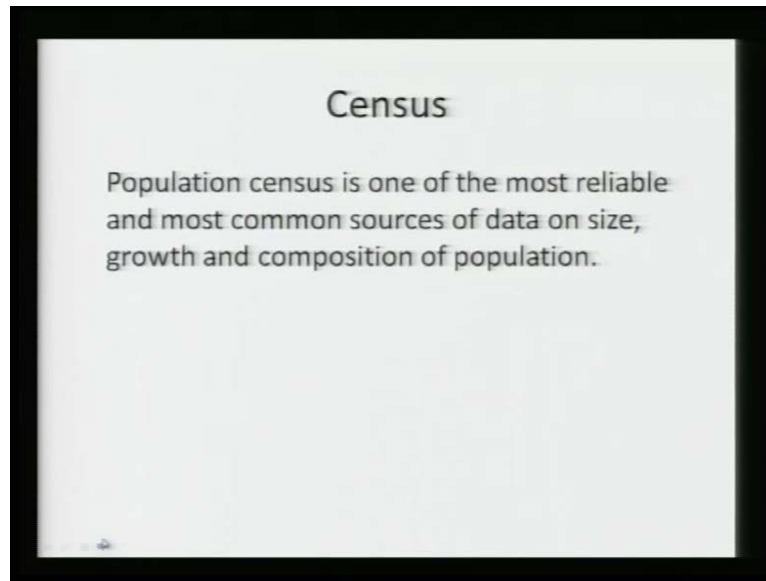 Census
Population census is one of the most reliable
and most common sources of data on size,
growth and composition of population.